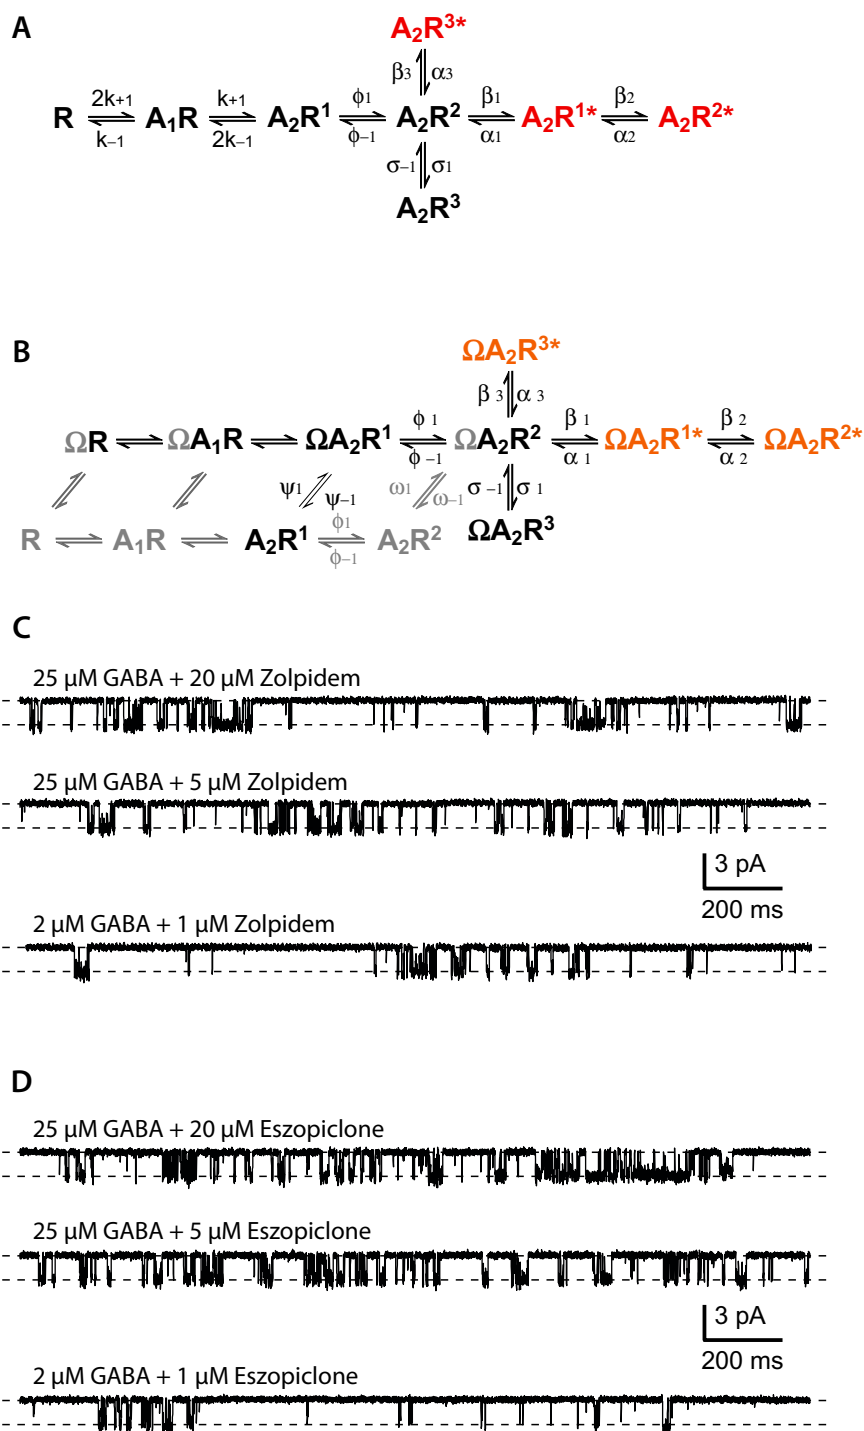 A
A₂R³*
β₃ α₃
2k₊₁ k₊₁ ϕ₁ β₁ β₂
R A₁R A₂R¹ A₂R² A₂R¹* A₂R²*
k₋₁ 2k₋₁ ϕ₋₁ α₁ α₂
σ₋₁ σ₁
A₂R³
B
ΩA₂R³*
β ₃ α ₃
ϕ ₁ β ₁ β ₂
ΩR ΩA₁R ΩA₂R¹ ΩA₂R² ΩA₂R¹* ΩA₂R²*
ϕ ₋₁ α ₁ α ₂
ψ₁ ψ₋₁ ω₁ ω₋₁ σ ₋₁ σ ₁
ϕ₁
R A₁R A₂R¹ A₂R² ΩA₂R³
ϕ₋₁
C
25 µM GABA + 20 µM Zolpidem
25 µM GABA + 5 µM Zolpidem
3 pA
200 ms
2 µM GABA + 1 µM Zolpidem
D
25 µM GABA + 20 µM Eszopiclone
25 µM GABA + 5 µM Eszopiclone
3 pA
200 ms
2 µM GABA + 1 µM Eszopiclone